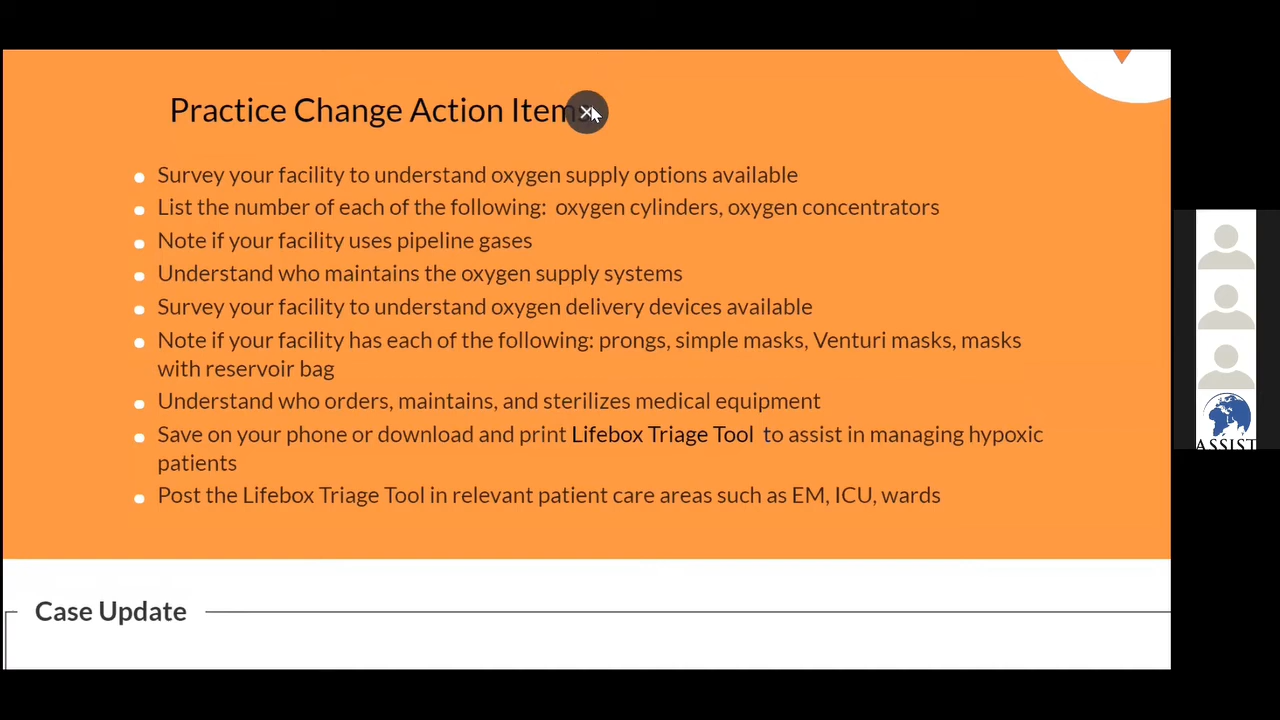 Practice Change Action Item
Survey your facility to understand oxygen supply options available
List the number of each of the following: oxygen cylinders, oxygen concentrators
Note if your facility uses pipeline gases
Understand who maintains the oxygen supply systems
Survey your facility to understand oxygen delivery devices available
Note if your facility has each of the following: prongs, simple masks, Venturi masks, masks
with reservoir bag
Understand who orders, maintains, and sterilizes medical equipment
Save on your phone or download and print Lifebox Triage Tool to assist in managing hypoxic
patients
Post the Lifebox Triage Tool in relevant patient care areas such as EM, ICU, wards
Case Update
ASSIST